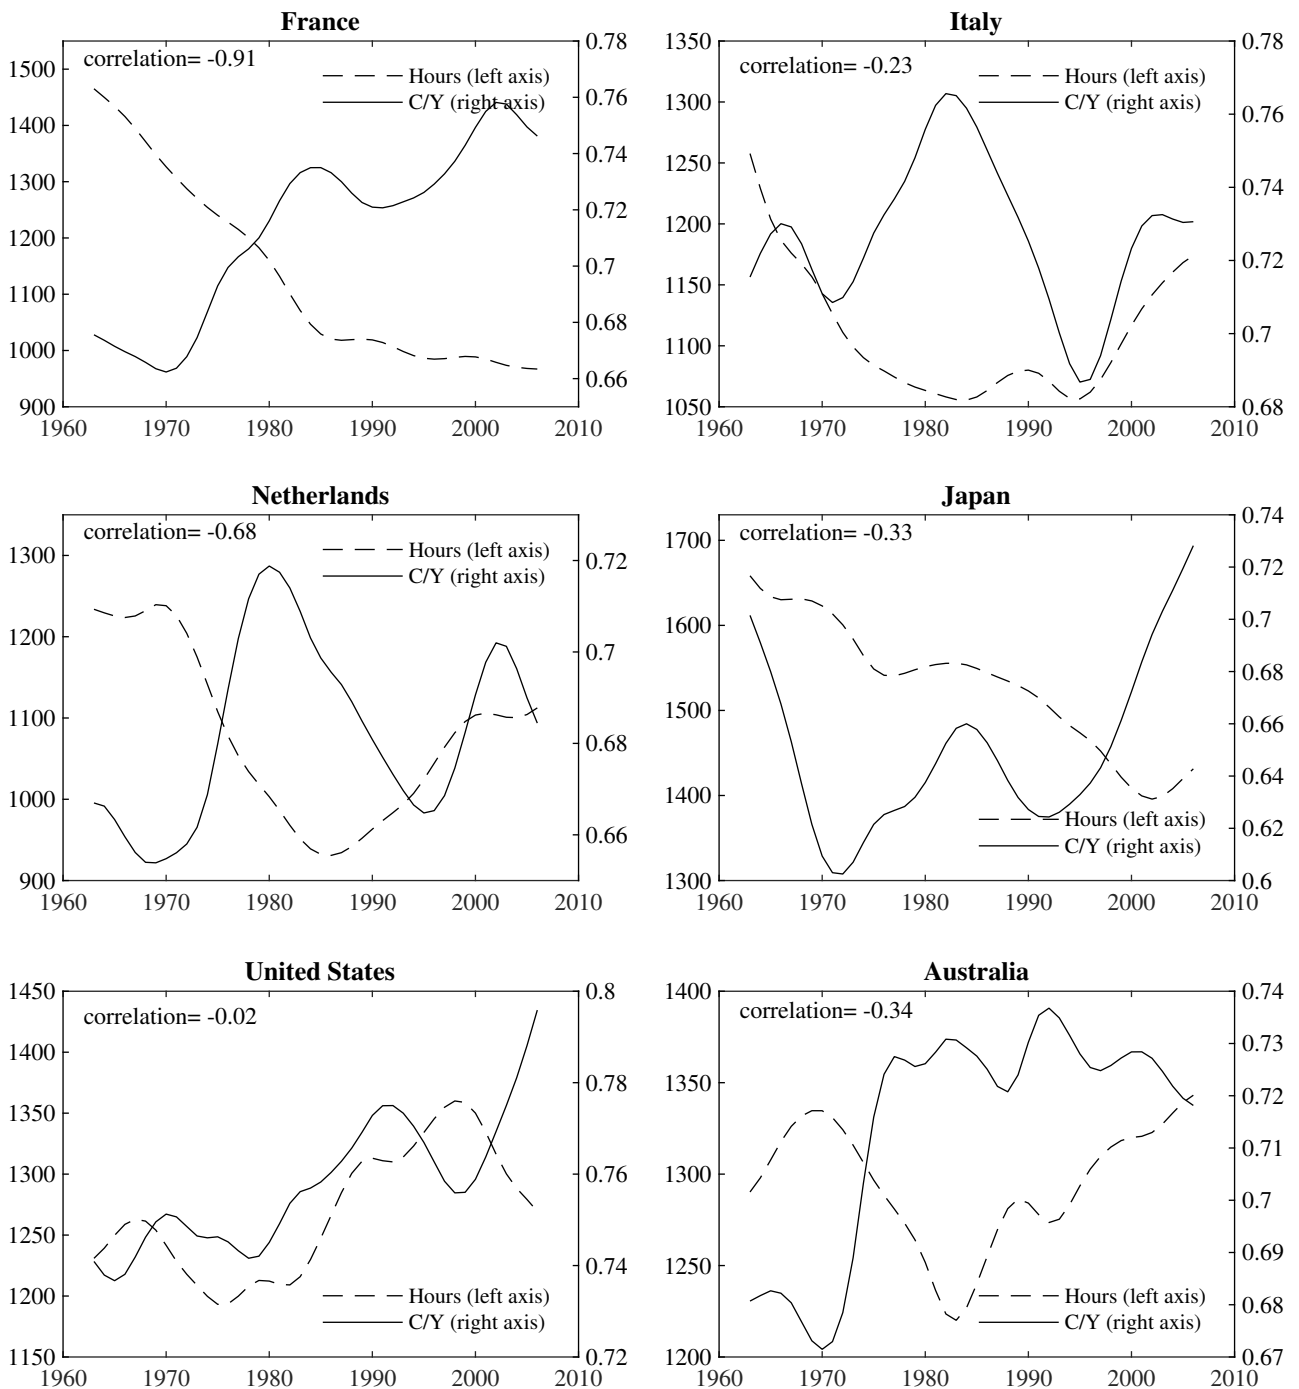 France
correlation= -0.91
Hours (left axis)
C/Y (right axis)
1500
1400
1300
1200
1100
1000
900
0.78
0.76
0.74
0.72
0.7
0.68
0.66
1960 1970 1980 1990 2000 2010
Italy
correlation= -0.23
Hours (left axis)
C/Y (right axis)
1350
1300
1250
1200
1150
1100
1050
0.78
0.76
0.74
0.72
0.7
0.68
1960 1970 1980 1990 2000 2010
Netherlands
correlation= -0.68
Hours (left axis)
C/Y (right axis)
1300
1200
1100
1000
900
0.72
0.7
0.68
0.66
1960 1970 1980 1990 2000 2010
Japan
correlation= -0.33
Hours (left axis)
C/Y (right axis)
1700
1600
1500
1400
1300
0.74
0.72
0.7
0.68
0.66
0.64
0.62
0.6
1960 1970 1980 1990 2000 2010
United States
correlation= -0.02
Hours (left axis)
C/Y (right axis)
1450
1400
1350
1300
1250
1200
1150
0.8
0.78
0.76
0.74
0.72
1960 1970 1980 1990 2000 2010
Australia
correlation= -0.34
Hours (left axis)
C/Y (right axis)
1400
1350
1300
1250
1200
0.74
0.73
0.72
0.71
0.7
0.69
0.68
0.67
1960 1970 1980 1990 2000 2010